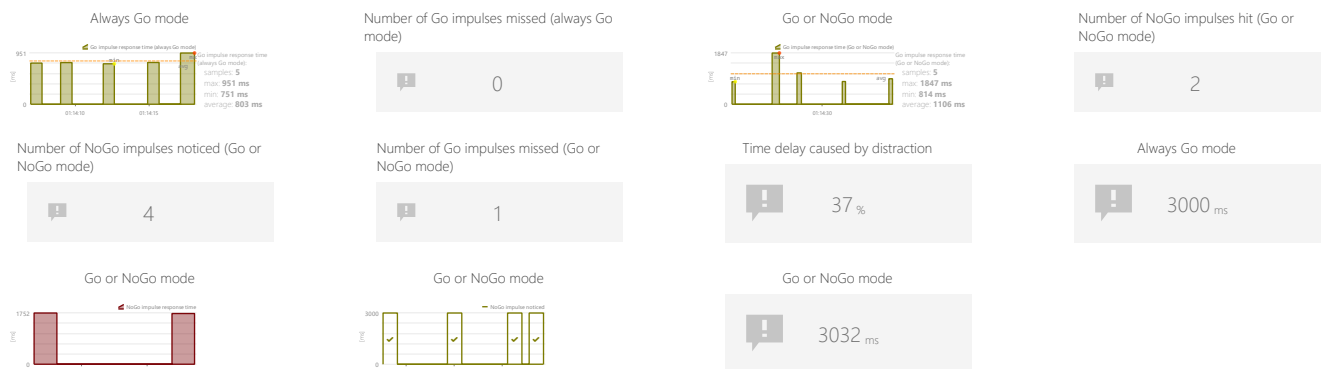 Always Go mode
951
[ms]
0
Go impulse response time (always Go mode)
min
max
avg
Go impulse response time
(always Go mode):
samples: 5
max: 951 ms
min: 751 ms
average: 803 ms
01:14:10
01:14:15
Number of Go impulses missed (always Go
mode)
0
Go or NoGo mode
1847
[ms]
0
Go impulse response time (Go or NoGo mode)
min
max
avg
Go impulse response time
(Go or NoGo mode):
samples: 5
max: 1847 ms
min: 814 ms
average: 1106 ms
01:14:30
Number of NoGo impulses hit (Go or
NoGo mode)
2
Number of NoGo impulses noticed (Go or
NoGo mode)
4
Number of Go impulses missed (Go or
NoGo mode)
1
Time delay caused by distraction
37 %
Always Go mode
3000 ms
Go or NoGo mode
1752
[ms]
0
NoGo impulse response time
Go or NoGo mode
3000
[ms]
0
NoGo impulse noticed
Go or NoGo mode
3032 ms